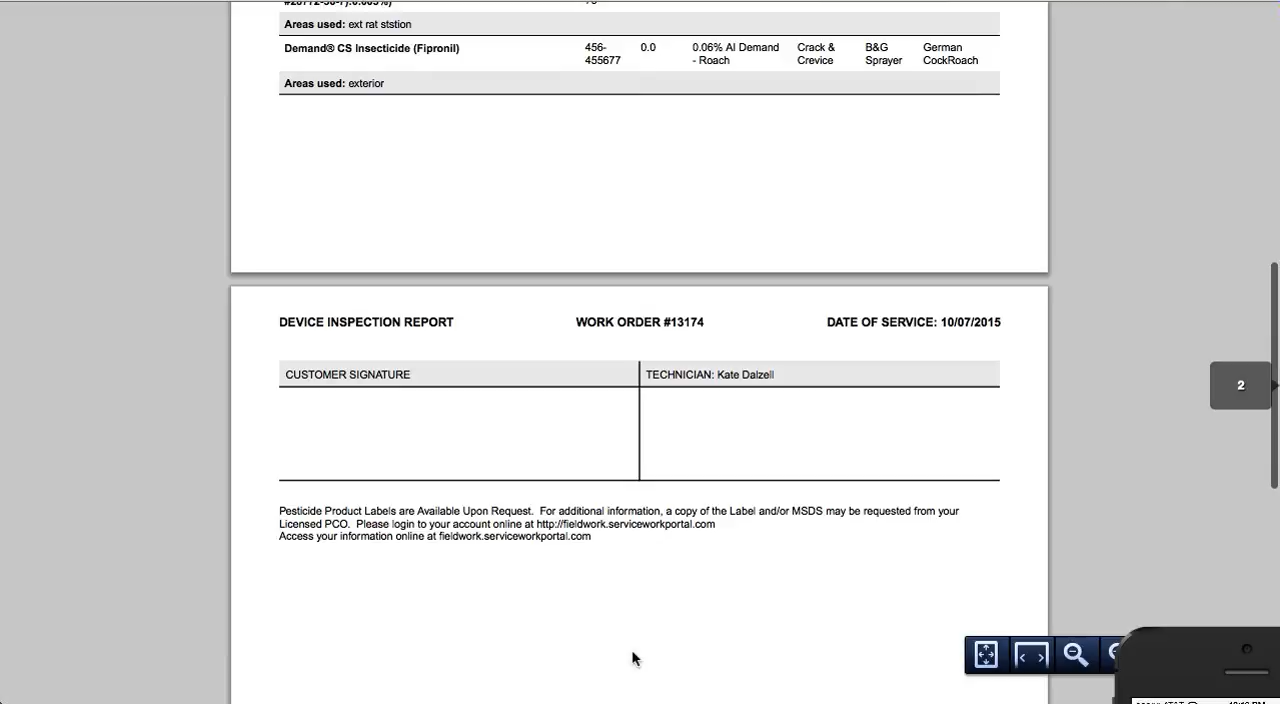 Areas used: ext rat ststion
Demand® CS Insecticide (Fipronil) 456- 0.0 0.06% AI Demand Crack & B&G German
455677 - Roach Crevice Sprayer CockRoach
Areas used: exterior
DEVICE INSPECTION REPORT WORK ORDER #13174 DATE OF SERVICE: 10/07/2015
CUSTOMER SIGNATURE TECHNICIAN: Kate Dalzell
2
Pesticide Product Labels are Available Upon Request. For additional information, a copy of the Label and/or MSDS may be requested from your
Licensed PCO. Please login to your account online at http://fieldwork.serviceworkportal.com
Access your information online at fieldwork.serviceworkportal.com